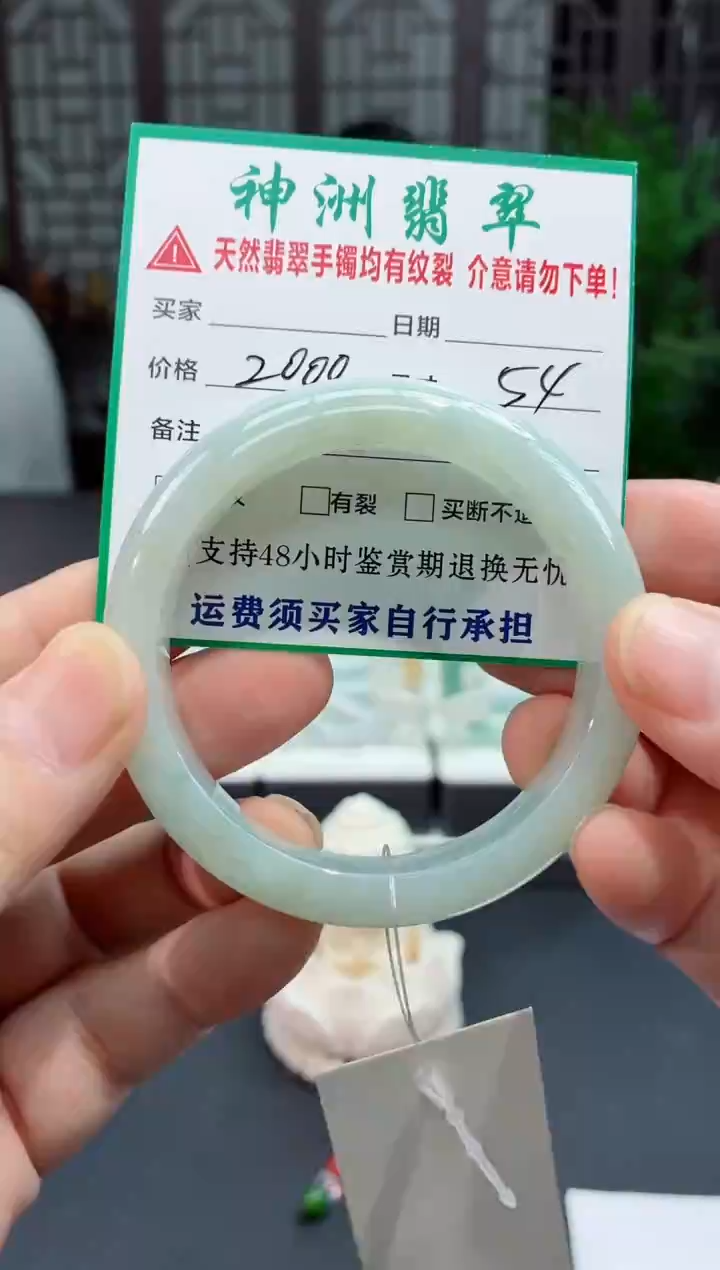 神洲翡翠
天然翡翠手镯均有纹裂 介意请勿下单!
买家 日期
价格 2000 54
备注
有裂 买断不
支持48小时鉴赏期退换无忧
运费须买家自行承担